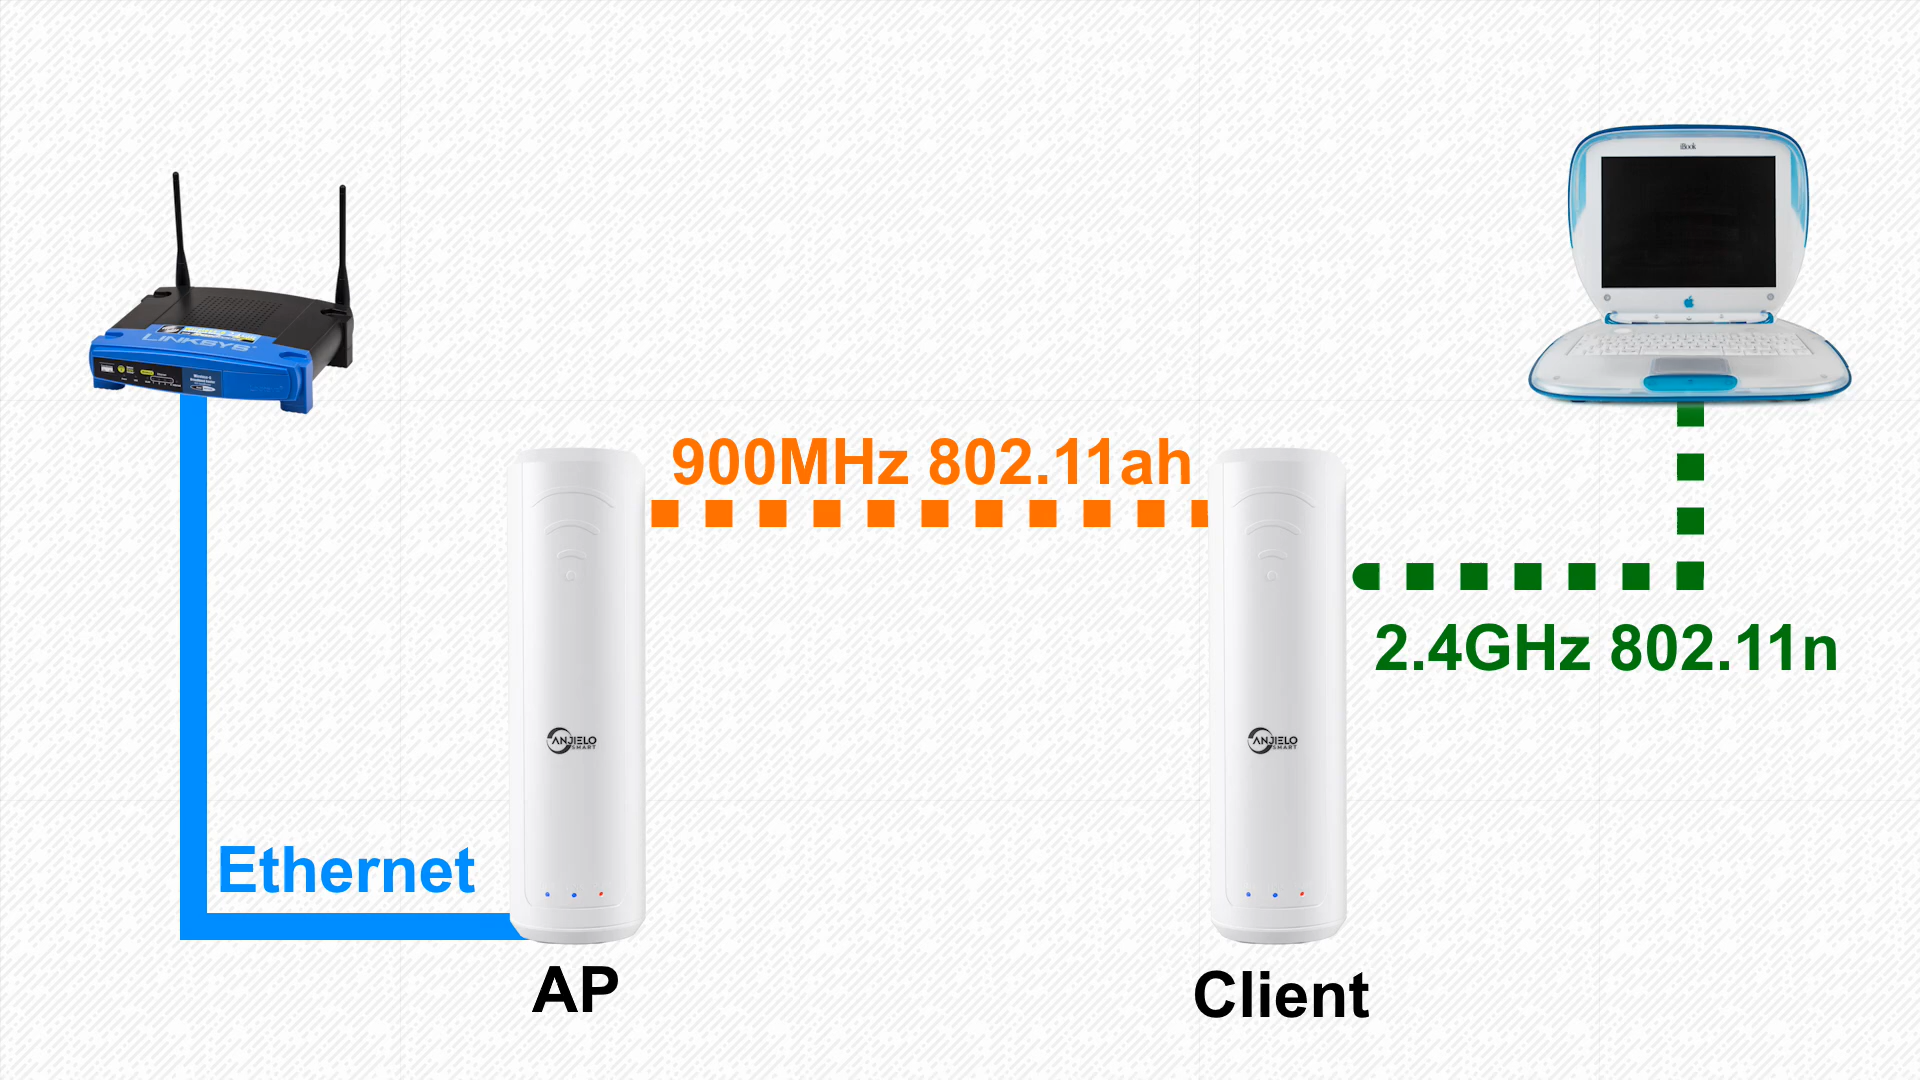 iBook
LINKSYS
900MHz 802.11ah
2.4GHz 802.11n
ANJIELO
SMART
ANJIELO
SMART
Ethernet
AP
Client